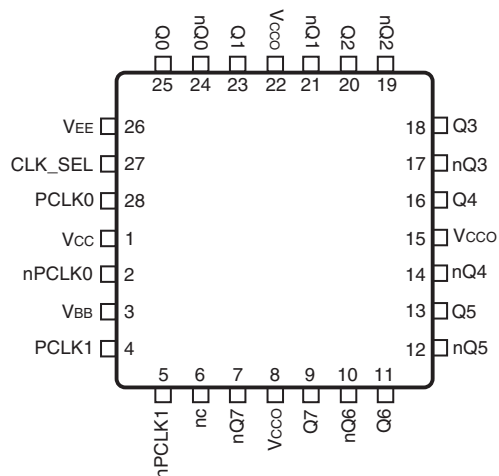 Q0 nQ0 Q1 VCCO nQ1 Q2 nQ2
25 24 23 22 21 20 19
VEE 26
CLK_SEL 27
PCLK0 28
VCC 1
nPCLK0 2
VBB 3
PCLK1 4
18 Q3
17 nQ3
16 Q4
15 VCCO
14 nQ4
13 Q5
12 nQ5
5 6 7 8 9 10 11
nPCLK1 nc nQ7 VCCO Q7 nQ6 Q6